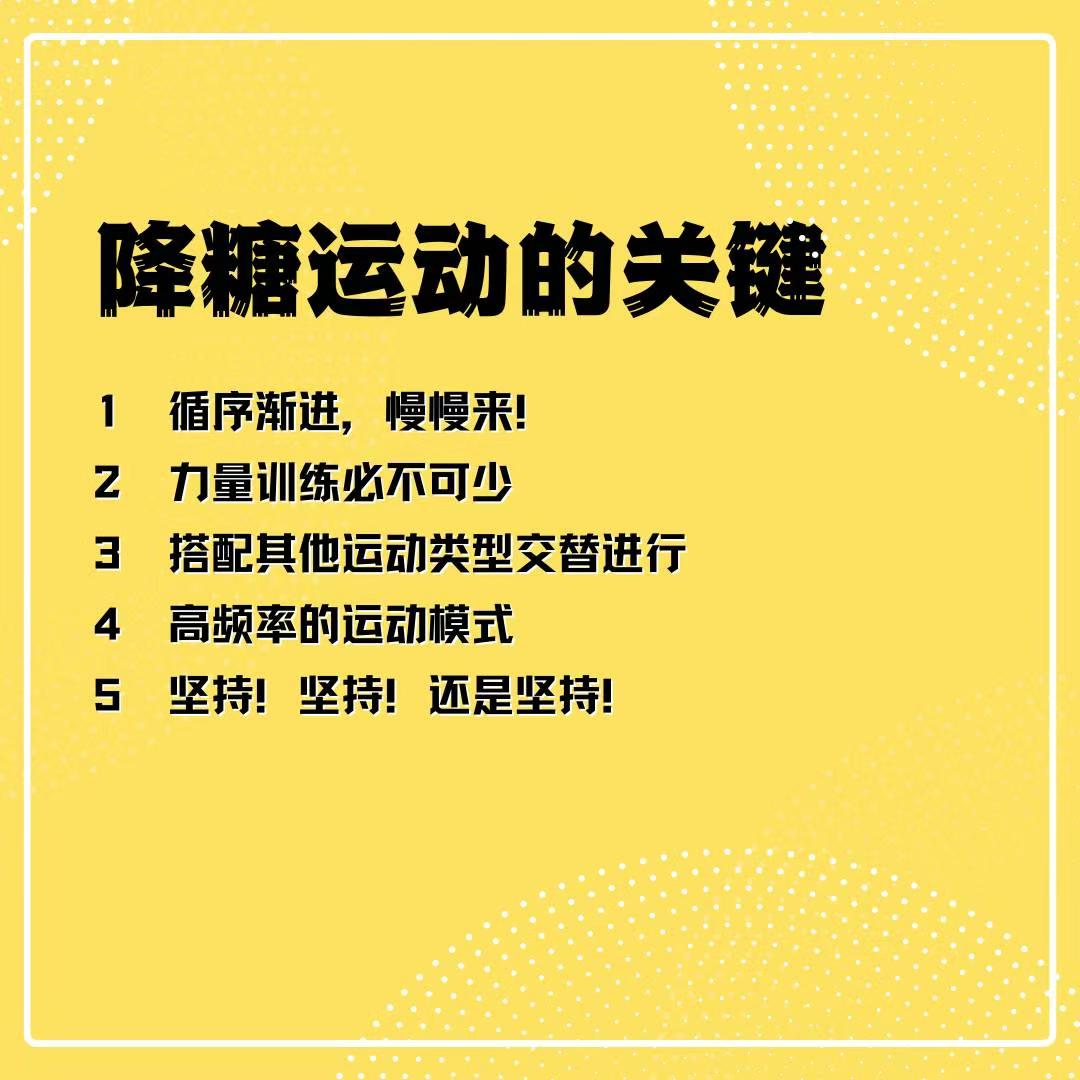 降糖运动的关键
1 循序渐进，慢慢来！
2 力量训练必不可少
3 搭配其他运动类型交替进行
4 高频率的运动模式
5 坚持！坚持！还是坚持！